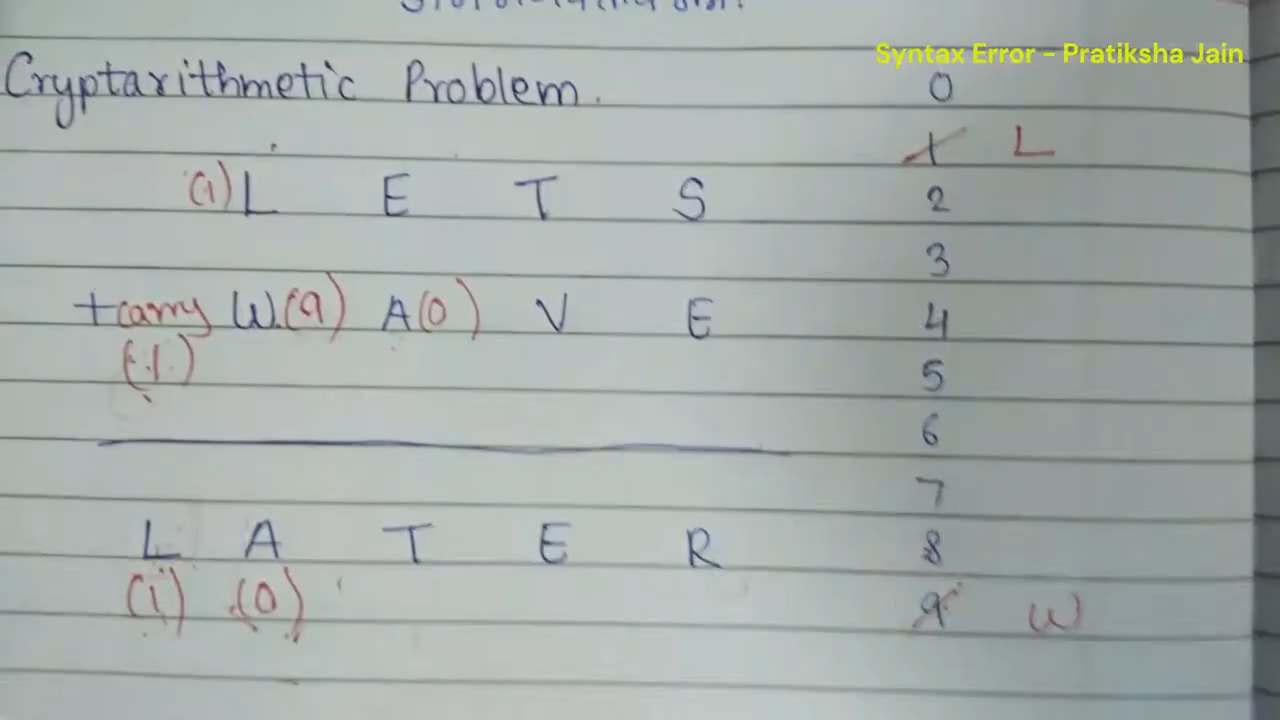 Syntax Error - Pratiksha Jain
Cryptarithmetic Problem. 0
1 L
(1) L E T S 2
3
+carry W(9) A(0) V E 4
(1) 5
6
7
L A T E R 8
(1) (0) 9 W